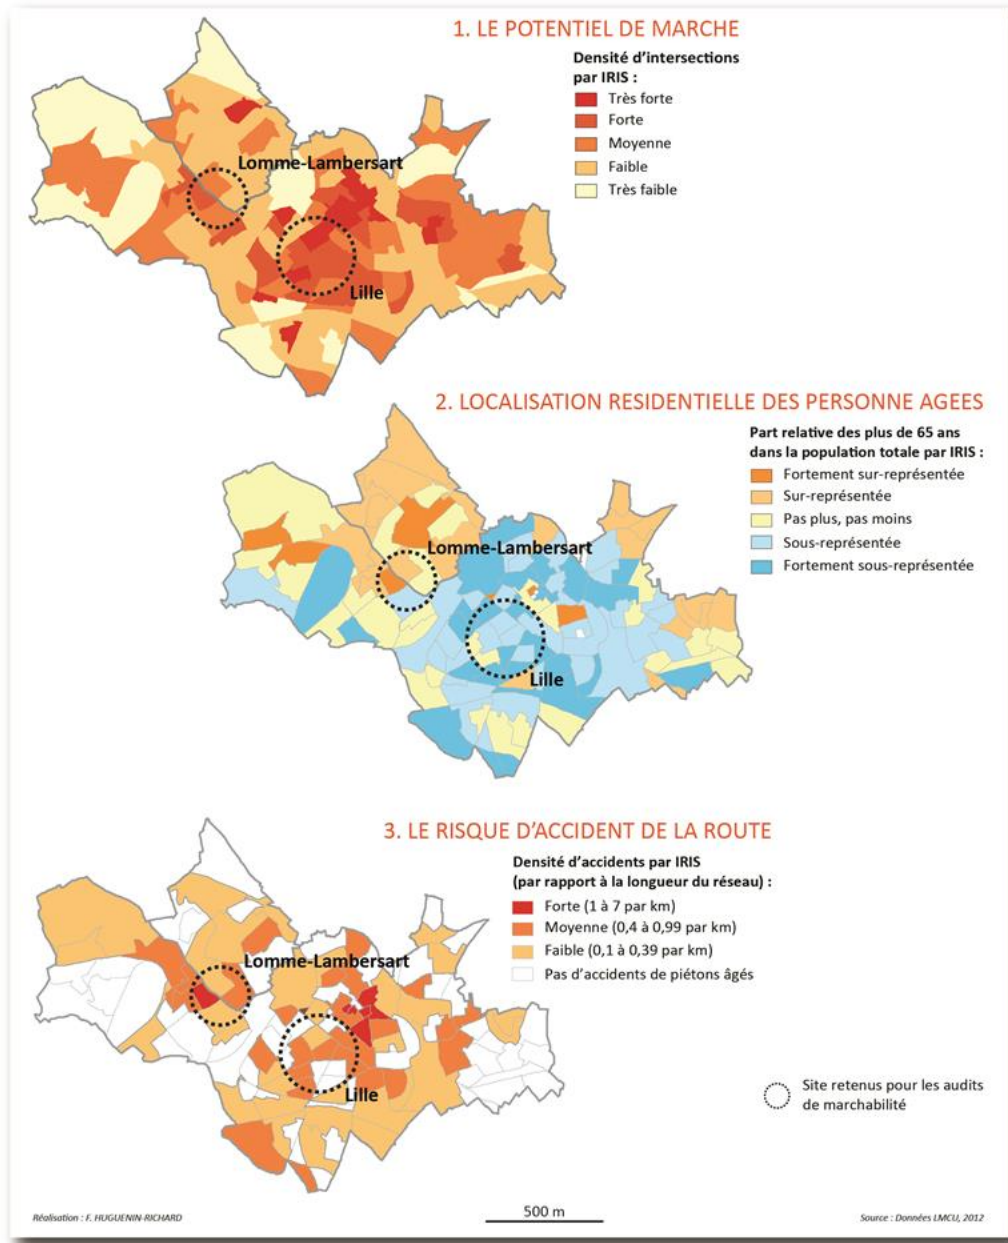 1. LE POTENTIEL DE MARCHE
Densité d'intersections
par IRIS :
Très forte
Forte
Moyenne
Faible
Très faible
Lomme-Lambersart
Lille
2. LOCALISATION RESIDENTIELLE DES PERSONNE AGEES
Part relative des plus de 65 ans
dans la population totale par IRIS :
Fortement sur-représentée
Sur-représentée
Pas plus, pas moins
Sous-représentée
Fortement sous-représentée
Lomme-Lambersart
Lille
3. LE RISQUE D'ACCIDENT DE LA ROUTE
Densité d'accidents par IRIS
(par rapport à la longueur du réseau) :
Forte (1 à 7 par km)
Moyenne (0,4 à 0,99 par km)
Faible (0,1 à 0,39 par km)
Pas d'accidents de piétons âgés
Lomme-Lambersart
Lille
Site retenus pour les audits
de marchabilité
Réalisation : F. HUGUENIN-RICHARD
500 m
Source : Données LMCU, 2012